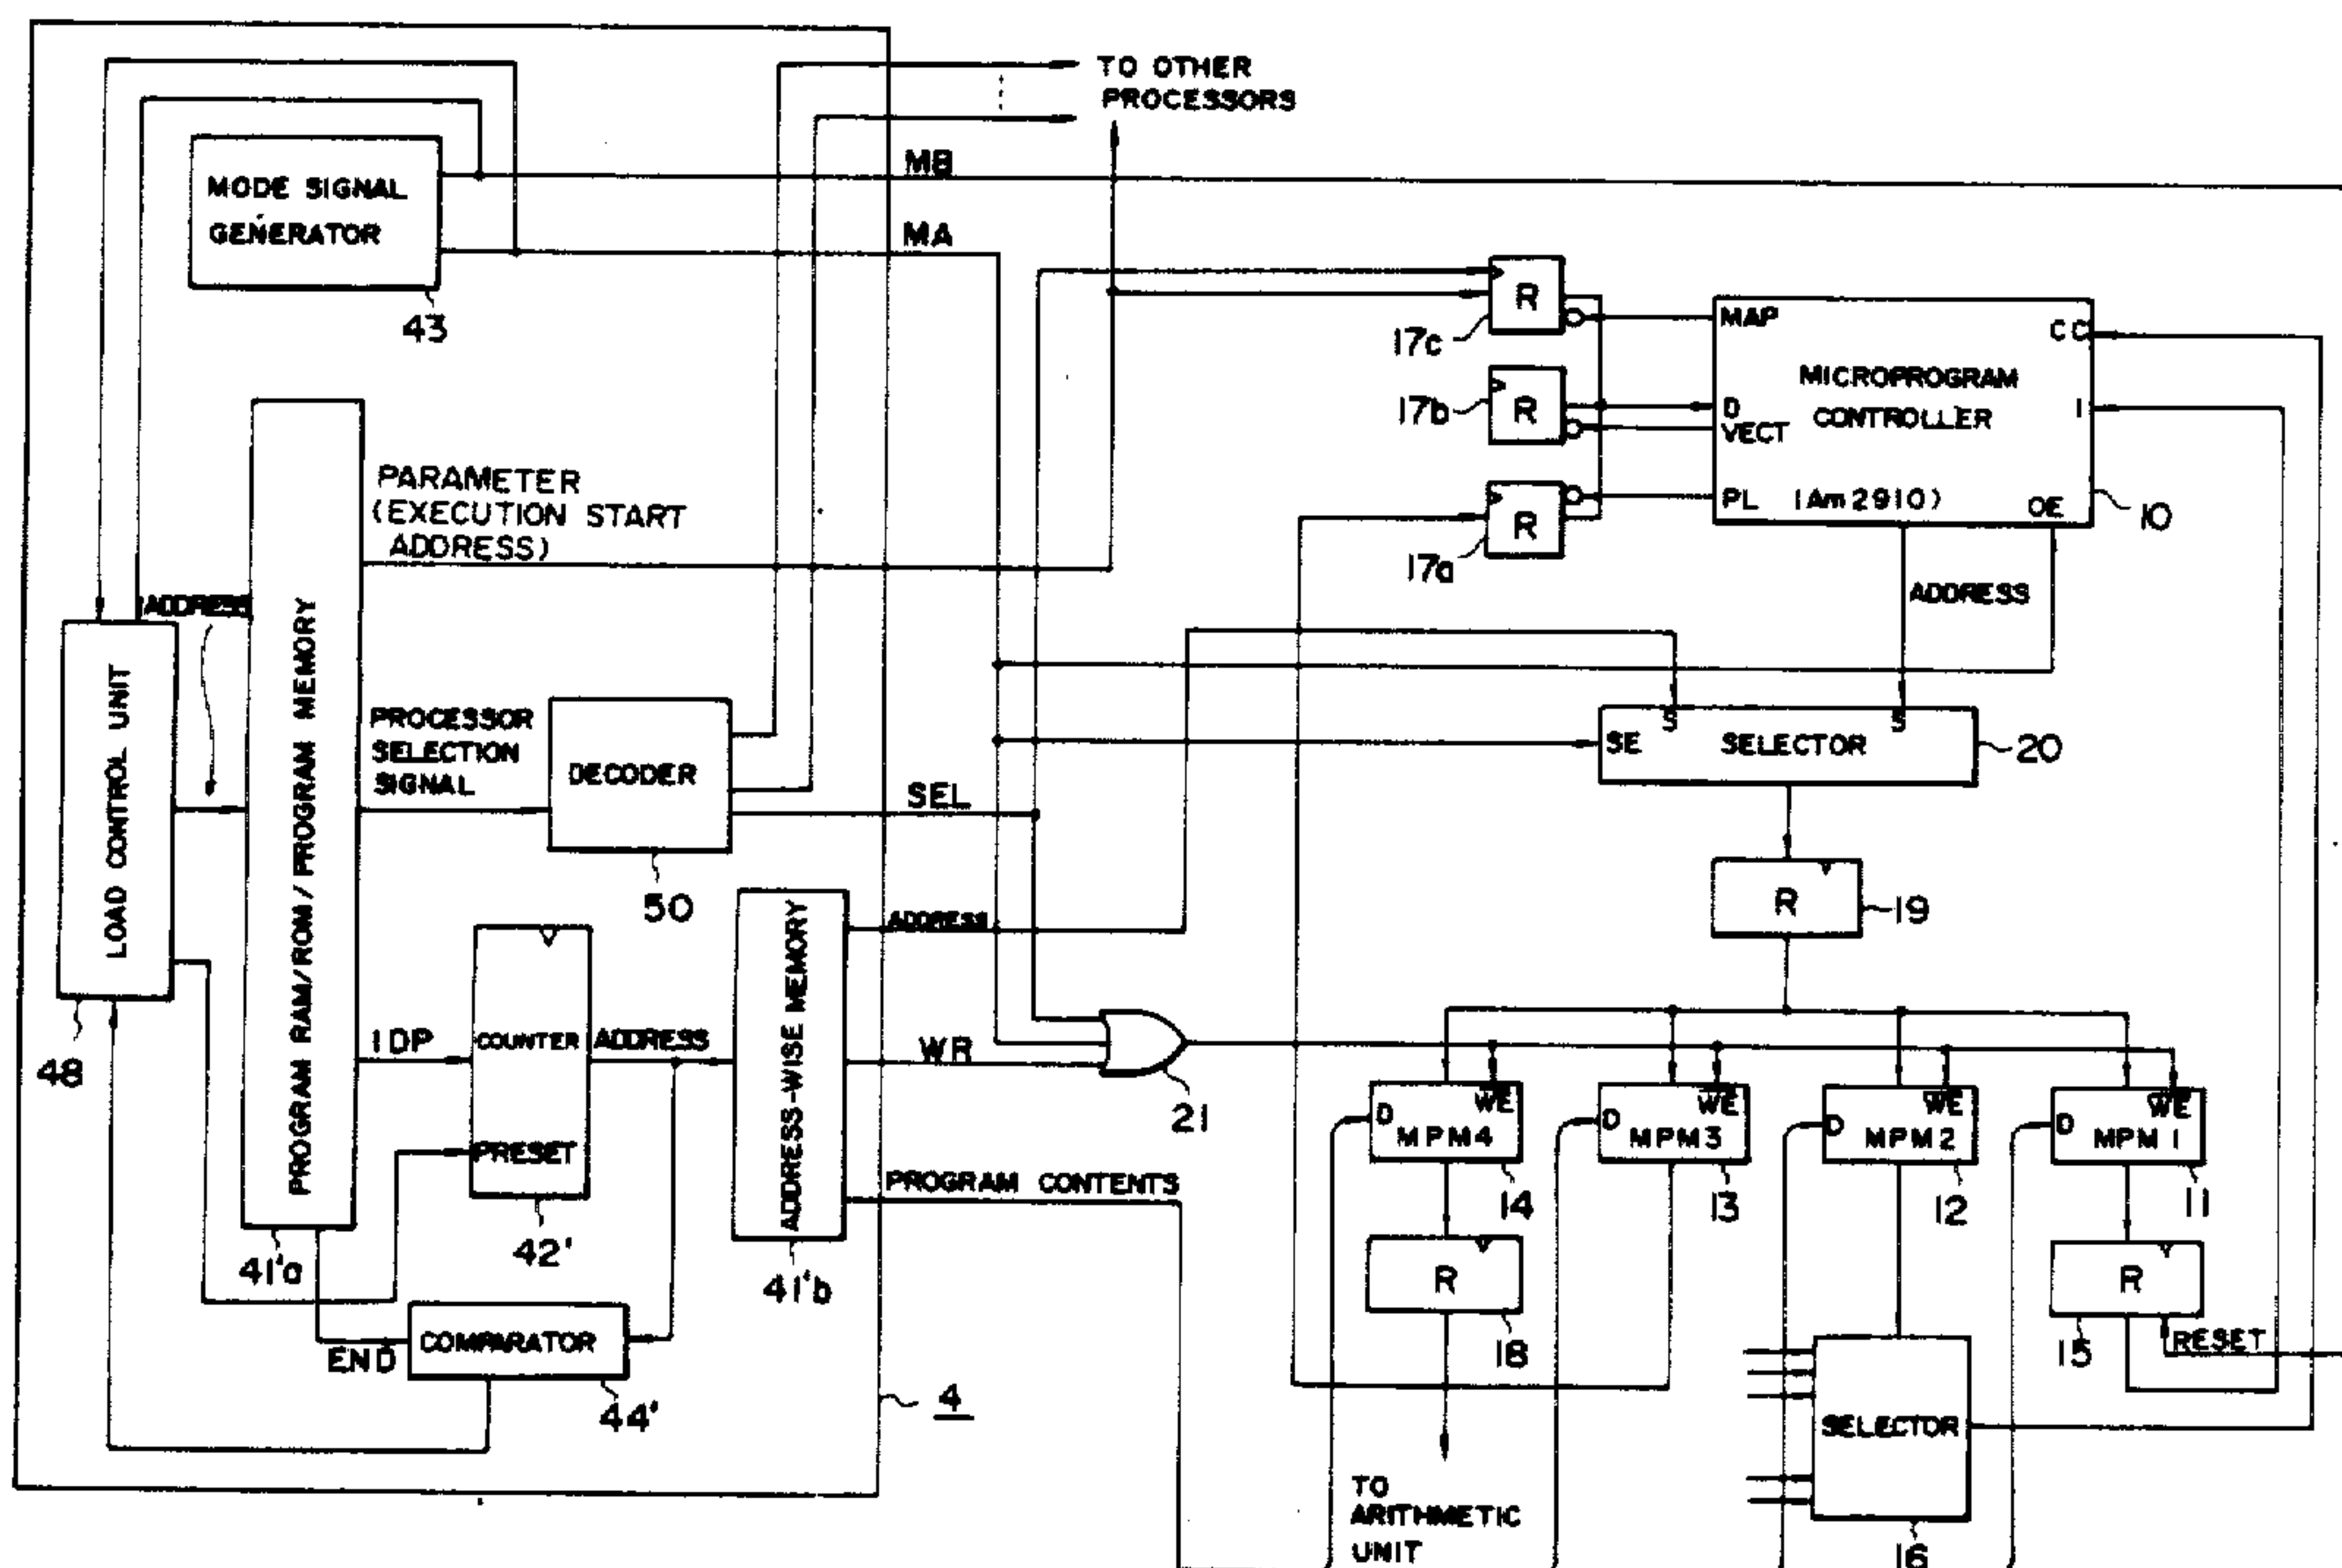 TO OTHER
PROCESSORS
MB
MODE SIGNAL
GENERATOR
MA
43
R
17c
MAP
CC
MICROPROGRAM
CONTROLLER
17b
R
D
VECT
I
PL
(Am2910)
OE
10
R
17a
PARAMETER
(EXECUTION START
ADDRESS)
ADDRESS
ADDRESS
LOAD CONTROL UNIT
PROGRAM RAM/ROM/PROGRAM MEMORY
PROCESSOR
SELECTION
SIGNAL
DECODER
50
SEL
S
S
SE
SELECTOR
20
R
19
48
IDP
COUNTER
PRESET
42'
ADDRESS
ADDRESS-WISE MEMORY
41'b
ADDRESS
WR
21
PROGRAM CONTENTS
D
WE
MPM4
14
D
WE
MPM3
13
D
WE
MPM2
12
D
WE
MPM1
11
41'a
END
COMPARATOR
44'
4
R
18
R
15
RESET
SELECTOR
16
TO
ARITHMETIC
UNIT